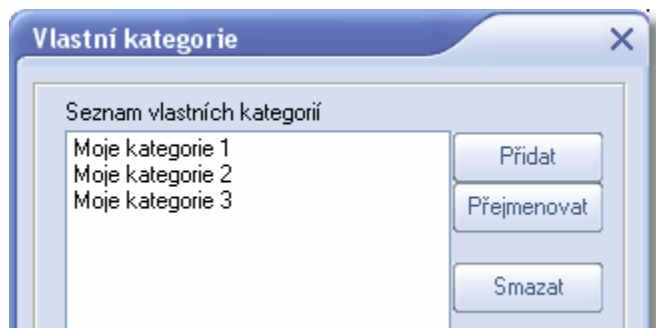 Vlastní kategorie
Seznam vlastních kategorií
Moje kategorie 1
Moje kategorie 2
Moje kategorie 3
Přidat
Přejmenovat
Smazat